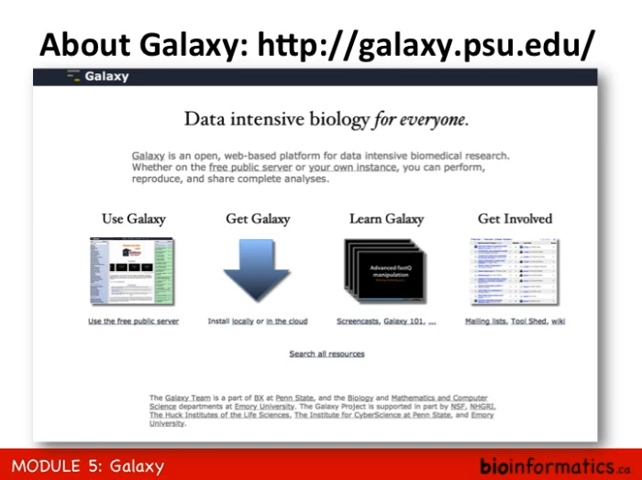 About Galaxy: http://galaxy.psu.edu/
Galaxy
Data intensive biology for everyone.
Galaxy is an open, web-based platform for data intensive biomedical research.
Whether on the free public server or your own instance, you can perform,
reproduce, and share complete analyses.
Use Galaxy
Get Galaxy
Learn Galaxy
Get Involved
Advanced fastQ
manipulation
Use the free public server
Install locally or in the cloud
Screencasts, Galaxy 101, ...
Mailing lists, Tool Shed, wiki
Search all resources
The Galaxy Team is a part of BX at Penn State, and the Biology and Mathematics and Computer
Science departments at Emory University. The Galaxy Project is supported in part by NSF, NHGRI,
The Huck Institutes of the Life Sciences, The Institute for CyberScience at Penn State, and Emory
University.
MODULE 5: Galaxy
bioinformatics.ca